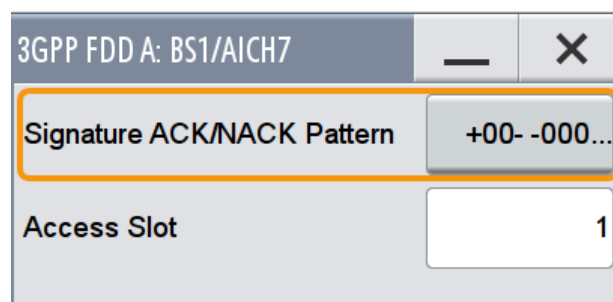 3GPP FDD A: BS1/AICH7
Signature ACK/NACK Pattern +00- -000...
Access Slot 1